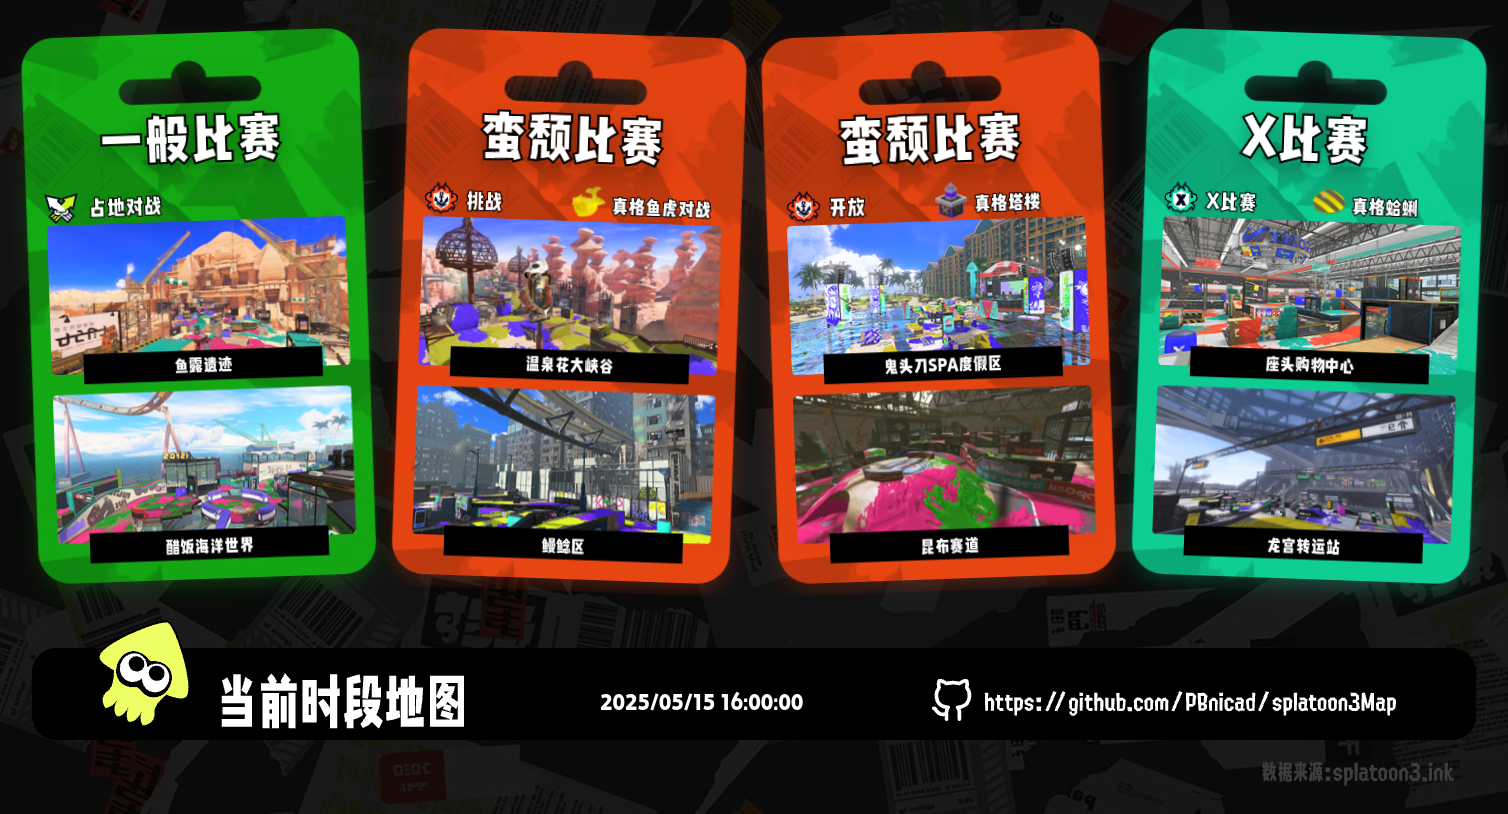 一般比赛
占地对战
鱼露遗迹
醋饭海洋世界
蛮颓比赛
挑战
真格鱼虎对战
温泉花大峡谷
鳗鲶区
蛮颓比赛
开放
真格塔楼
鬼头刀SPA度假区
昆布赛道
X比赛
X比赛
真格蛤蜊
座头购物中心
龙宫转运站
当前时段地图
2025/05/15 16:00:00
https://github.com/PBnicad/splatoon3Map
数据来源:splatoon3.ink